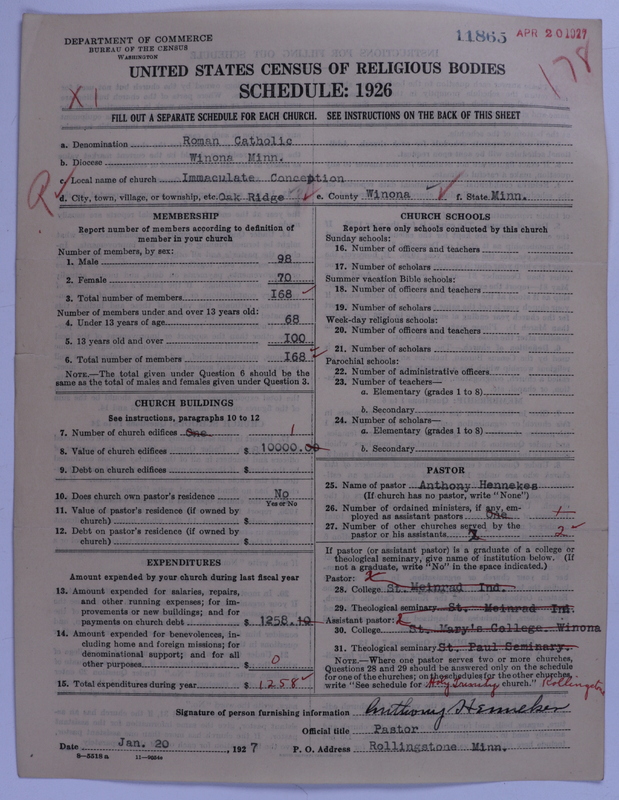 DEPARTMENT OF COMMERCE
BUREAU OF THE CENSUS
WASHINGTON
11865 APR 20 1927
178
UNITED STATES CENSUS OF RELIGIOUS BODIES
SCHEDULE: 1926
X 1
FILL OUT A SEPARATE SCHEDULE FOR EACH CHURCH. SEE INSTRUCTIONS ON THE BACK OF THIS SHEET
a. Denomination Roman Catholic
b. Diocese Winona Minn.
c. Local name of church Immaculate Conception
d. City, town, village, or township, etc. Oak Ridge e. County Winona f. State Minn.
MEMBERSHIP
Report number of members according to definition of
member in your church
Number of members, by sex:
1. Male 98
2. Female 70
3. Total number of members 168
Number of members under and over 13 years old:
4. Under 13 years of age 68
5. 13 years old and over 100
6. Total number of members 168
NOTE.—The total given under Question 6 should be the
same as the total of males and females given under Question 3.
CHURCH BUILDINGS
See instructions, paragraphs 10 to 12
7. Number of church edifices One 1
8. Value of church edifices $ 10000.00
9. Debt on church edifices $
10. Does church own pastor's residence No
Yes or No
11. Value of pastor's residence (if owned by
church) $
12. Debt on pastor's residence (if owned by
church) $
EXPENDITURES
Amount expended by your church during last fiscal year
13. Amount expended for salaries, repairs,
and other running expenses; for im-
provements or new buildings; and for
payments on church debt $ 1258.10
14. Amount expended for benevolences, in-
cluding home and foreign missions; for
denominational support; and for all
other purposes $ 0
15. Total expenditures during year $ 1258
CHURCH SCHOOLS
Report here only schools conducted by this church
Sunday schools:
16. Number of officers and teachers
17. Number of scholars
Summer vacation Bible schools:
18. Number of officers and teachers
19. Number of scholars
Week-day religious schools:
20. Number of officers and teachers
21. Number of scholars
Parochial schools:
22. Number of administrative officers
23. Number of teachers—
a. Elementary (grades 1 to 8)
b. Secondary
24. Number of scholars—
a. Elementary (grades 1 to 8)
b. Secondary
PASTOR
25. Name of pastor Anthony Hennekes
(If church has no pastor, write "None")
26. Number of ordained ministers, if any, em-
ployed as assistant pastors One 1
27. Number of other churches served by the
pastor or his assistants 2
If pastor (or assistant pastor) is a graduate of a college or
theological seminary, give name of institution below. (If
not a graduate, write "No" in the space indicated.)
Pastor:
28. College St. Meinrad Ind.
29. Theological seminary St. Meinrad Ind.
Assistant pastor:
30. College St. Mary's College. Winona
31. Theological seminary St. Paul Seminary.
NOTE.—Where one pastor serves two or more churches,
Questions 28 and 29 should be answered only on the schedule
for one of the churches; on the schedules for the other churches,
write "See schedule for Holy Trinity church." Rollingstone
Signature of person furnishing information Anthony Hennekes
Official title Pastor
Date Jan. 20, 1927 P. O. Address Rollingstone Minn.
8—5518 a